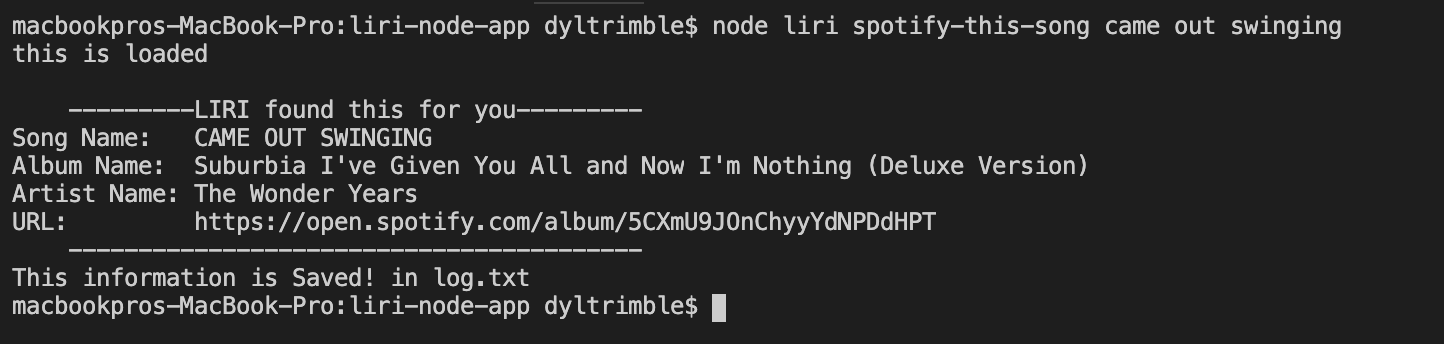 macbookpros-MacBook-Pro:liri-node-app dyltrimble$ node liri spotify-this-song came out swinging
this is loaded
---------LIRI found this for you---------
Song Name: CAME OUT SWINGING
Album Name: Suburbia I've Given You All and Now I'm Nothing (Deluxe Version)
Artist Name: The Wonder Years
URL: https://open.spotify.com/album/5CXmU9JOnChyyYdNPDdHPT
-----------------------------------------
This information is Saved! in log.txt
macbookpros-MacBook-Pro:liri-node-app dyltrimble$